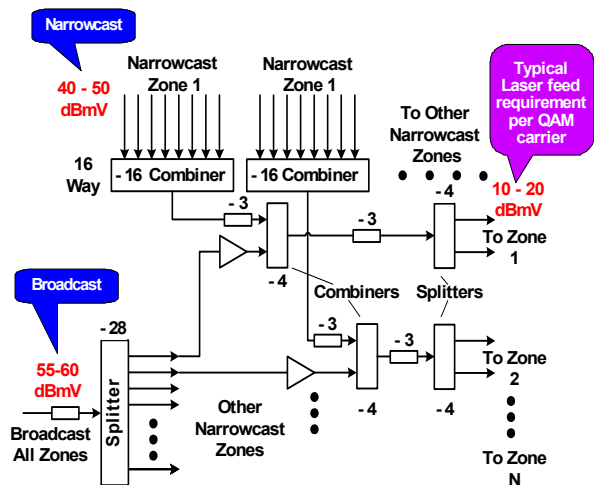 Narrowcast
40 - 50
dBmV
Narrowcast
Zone 1
Narrowcast
Zone 1
Typical
Laser feed
requirement
per QAM
carrier
To Other
Narrowcast
Zones
16
Way
- 16 Combiner
- 16 Combiner
- 4
10 - 20
dBmV
- 3
- 3
To Zone
1
- 4
Combiners
Splitters
Broadcast
- 28
- 3
- 3
55-60
dBmV
Splitter
To Zone
2
- 4
- 4
Broadcast
All Zones
Other
Narrowcast
Zones
To Zone
N